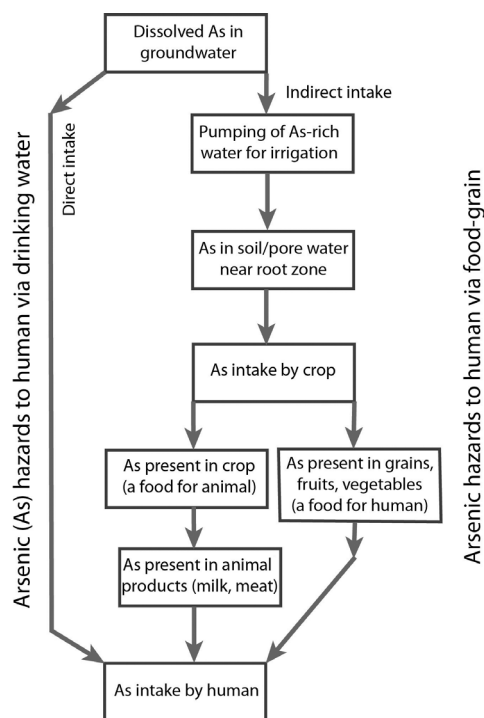 Dissolved As in
groundwater
Indirect intake
Direct intake
Pumping of As-rich
water for irrigation
As in soil/pore water
near root zone
As intake by crop
As present in crop
(a food for animal)
As present in grains,
fruits, vegetables
(a food for human)
As present in animal
products (milk, meat)
As intake by human
Arsenic (As) hazards to human via drinking water
Arsenic hazards to human via food-grain